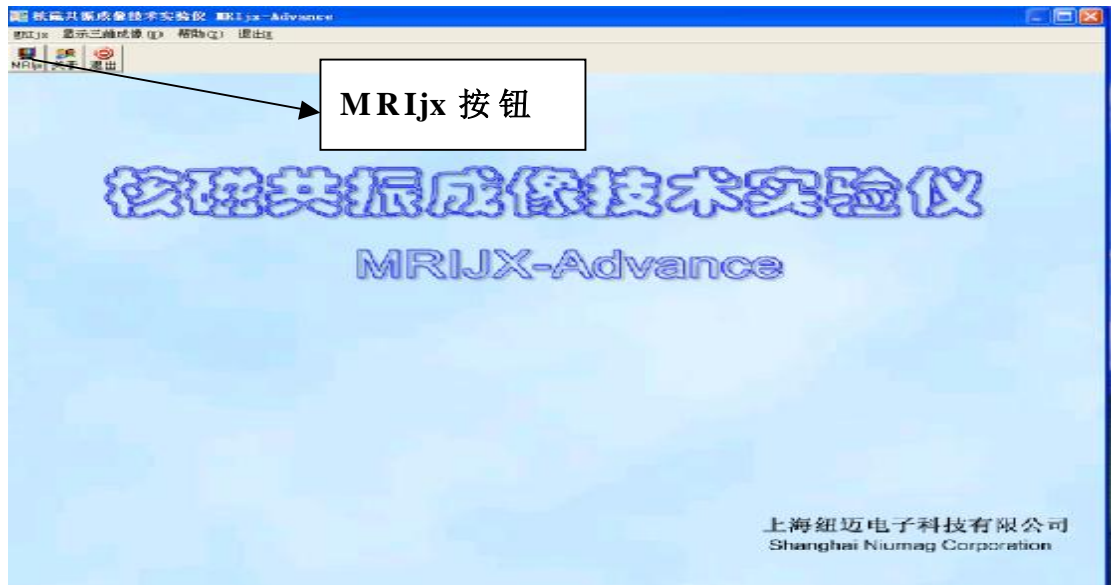 核磁共振成像技术实验仪 MRIjx-Advance
MRIjx 显示三维成像(D) 帮助(Z) 退出X
MRIjx 关于 退出
MRIjx 按钮
核磁共振成像技术实验仪
MRIJX-Advance
上海纽迈电子科技有限公司
Shanghai Niumag Corporation